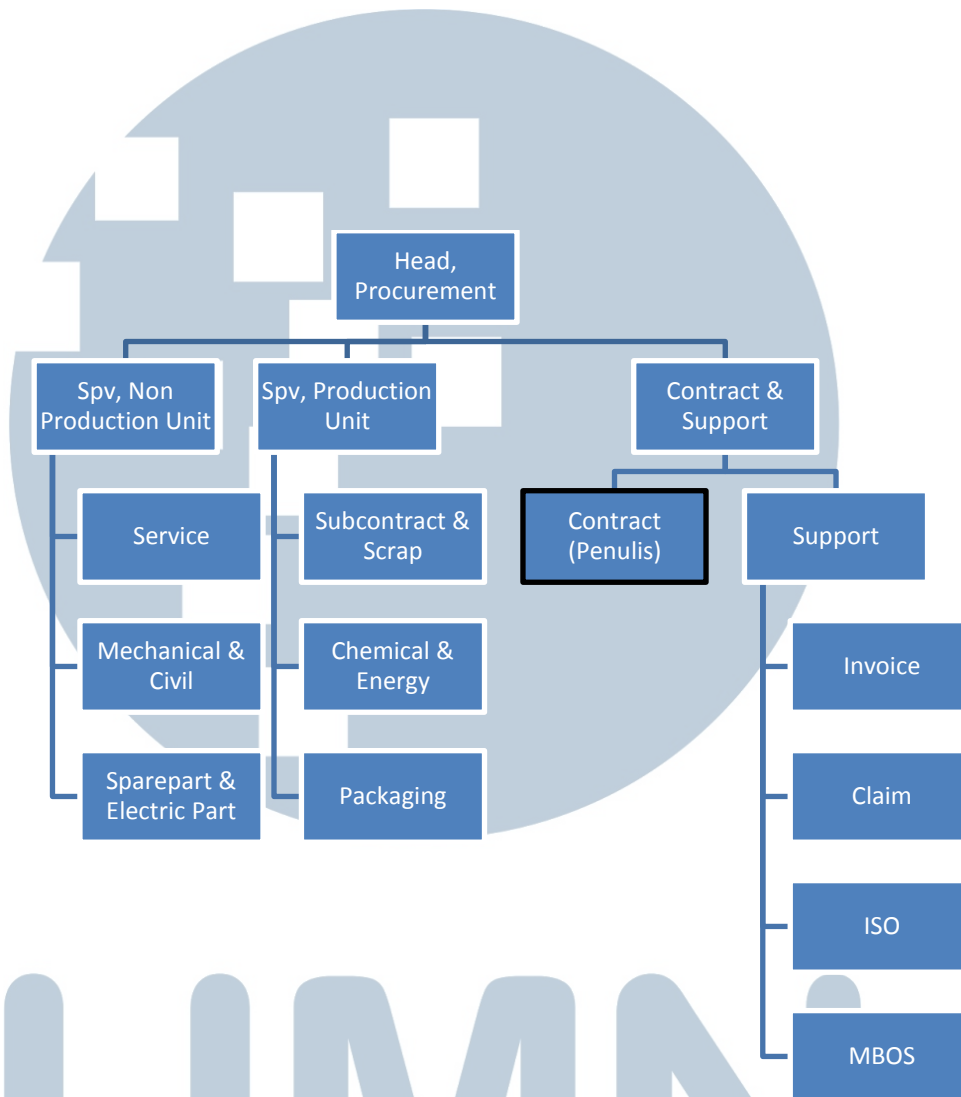 Head,
Procurement
Spv, Non
Production Unit
Spv, Production
Unit
Contract &
Support
Service
Subcontract &
Scrap
Contract
(Penulis)
Support
Mechanical &
Civil
Chemical &
Energy
Invoice
Sparepart &
Electric Part
Packaging
Claim
ISO
MBOS